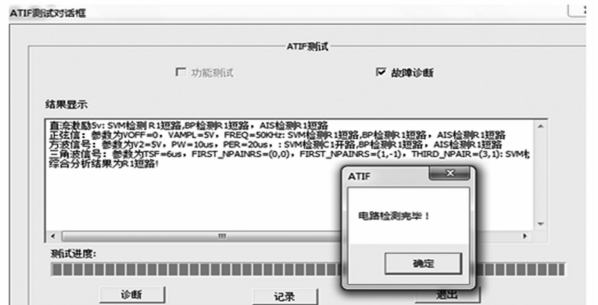 ATIF测试对话框
ATIF测试
功能测试
故障诊断
结果显示
直流激励5v: SVM检测 R1短路,BP检测R1短路，AIS检测R1短路
正弦信：参数为VOFF=0，VAMPL=5V，FREQ=50KHz: SVM检测R1短路,BP检测R1短路，AIS检测R1短路
方波信号：参数为V2=5V，PW=10us，PER=20us，: SVM检测C1开路,BP检测R1短路，AIS检测R1短路
三角波信号：参数为TSF=6us，FIRST_NPAINRS=(0,0)，FIRST_NPAINRS=(1,-1)，THIRD_NPAIR=(3,1): SVM检
综合分析结果为R1短路!
ATIF
电路检测完毕！
确定
测试进度：
诊断
记录
退出